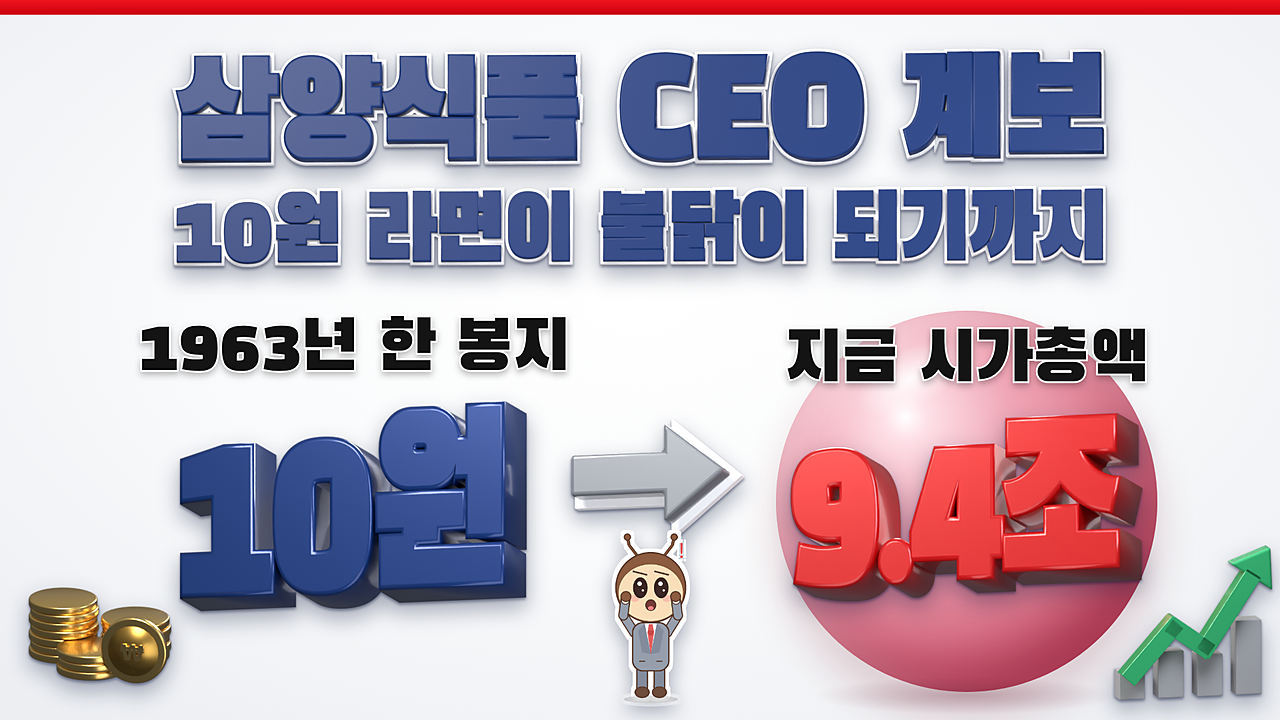 삼양식품 CEO 계보
10원 라면이 불닭이 되기까지
1963년 한 봉지
지금 시가총액
10원
9.4조
!
₩